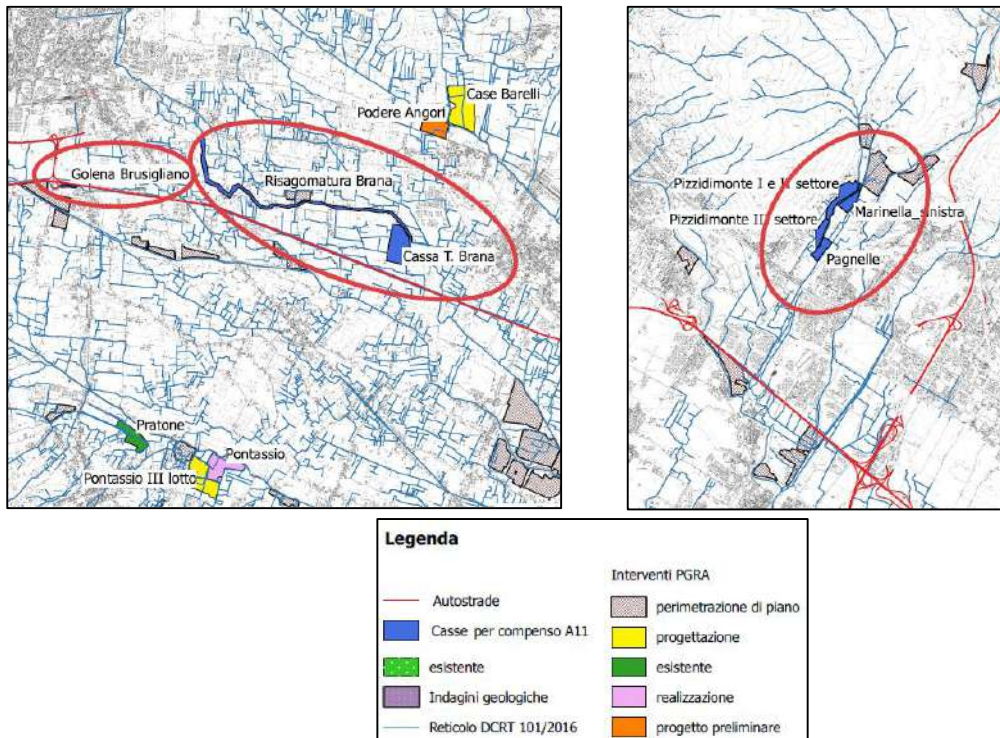 Case Barelli
Podere Angori
Golena Brusigliano
Risagomatura Brana
Cassa T. Brana
Pratone
Pontassio
Pontassio III lotto
Pizzidimonte I e II settore
Marinella_sinistra
Pizzidimonte III settore
Pagnelle
Legenda
Autostrade
Casse per compenso A11
esistente
Indagini geologiche
Reticolo DCRT 101/2016
Interventi PGRA
perimetrazione di piano
progettazione
esistente
realizzazione
progetto preliminare